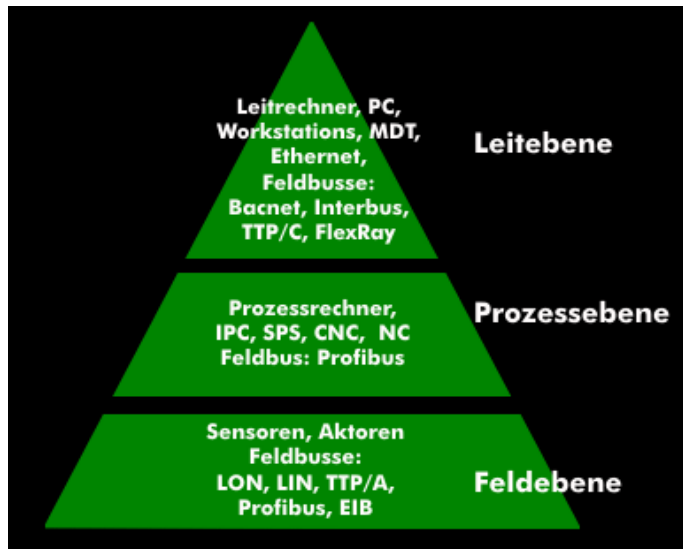 Leitrechner, PC,
Workstations, MDT,
Ethernet,
Feldbusse:
Bacnet, Interbus,
TTP/C, FlexRay
Leitebene
Prozessrechner,
IPC, SPS, CNC, NC
Feldbus: Profibus
Prozessebene
Sensoren, Aktoren
Feldbusse:
LON, LIN, TTP/A,
Profibus, EIB
Feldebene